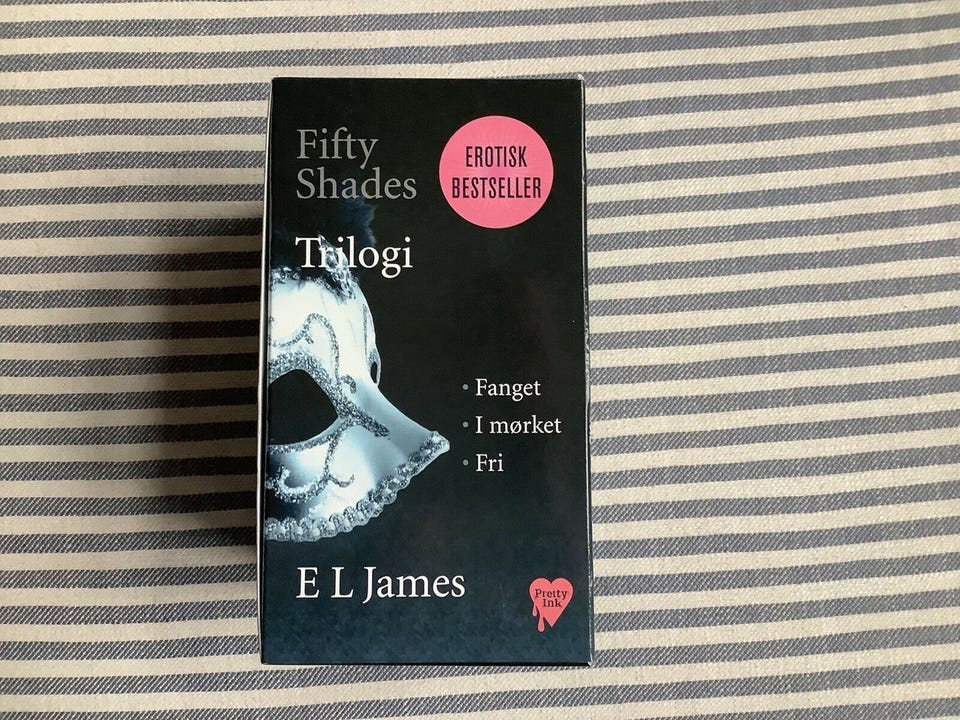 Fifty
Shades
EROTISK
BESTSELLER
Trilogi
• Fanget
• I mørket
• Fri
E L James
Pretty
Ink